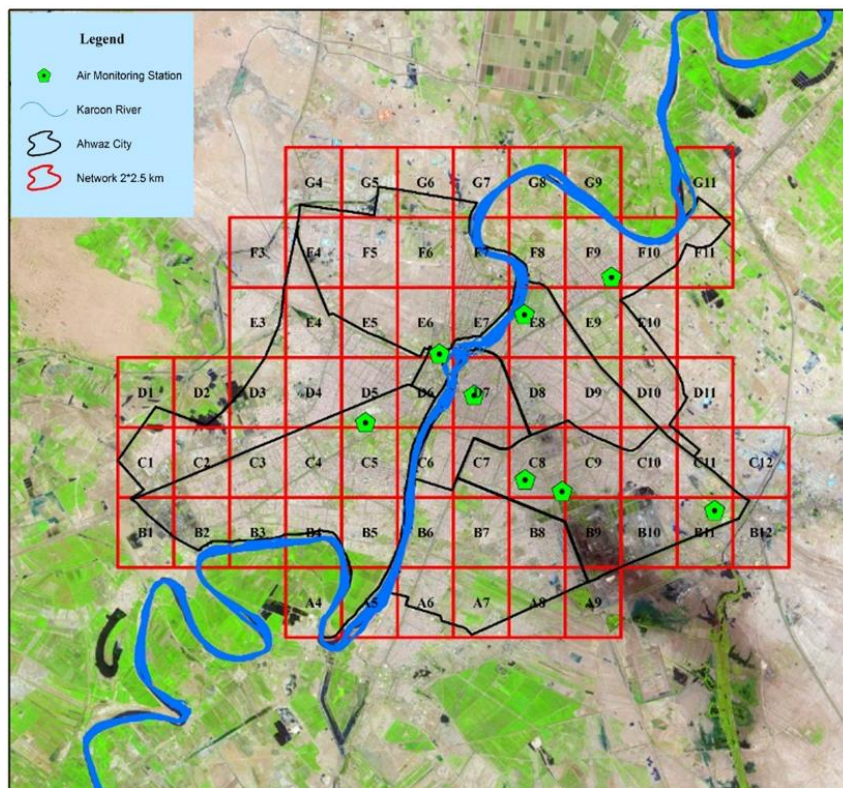 Legend
Air Monitoring Station
Karoon River
Ahwaz City
Network 2*2.5 km
G4 G5 G6 G7 G8 G9 G11
F3 E4 F5 F6 E7 F8 F9 F10 F11
E3 E4 E5 E6 E7 E8 E9 E10
D1 D2 D3 D4 D5 D6 D7 D8 D9 D10 D11
C1 C2 C3 C4 C5 C6 C7 C8 C9 C10 C11 C12
B1 B2 B3 B4 B5 B6 B7 B8 B9 B10 B11 B12
A4 A5 A6 A7 A8 A9